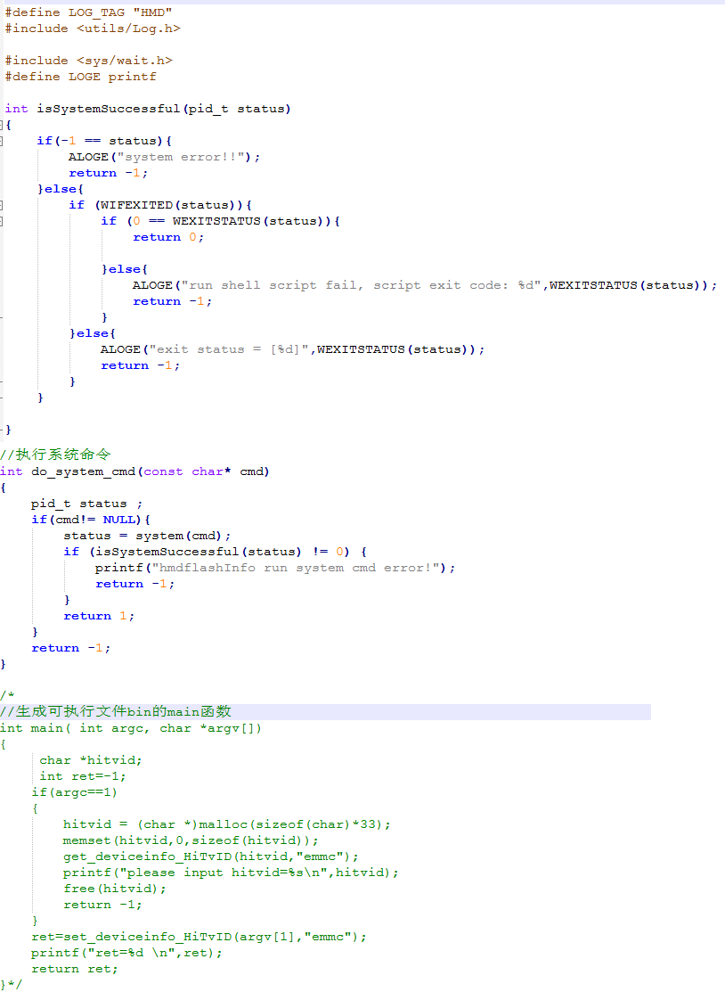 #define LOG_TAG "HMD"
#include <utils/Log.h>
#include <sys/wait.h>
#define LOGE printf
int isSystemSuccessful(pid_t status)
{
    if(-1 == status){
        ALOGE("system error!!");
        return -1;
    }else{
        if (WIFEXITED(status)){
            if (0 == WEXITSTATUS(status)){
                return 0;
            }else{
                ALOGE("run shell script fail, script exit code: %d",WEXITSTATUS(status));
                return -1;
            }
        }else{
            ALOGE("exit status = [%d]",WEXITSTATUS(status));
            return -1;
        }
    }
}
//执行系统命令
int do_system_cmd(const char* cmd)
{
    pid_t status ;
    if(cmd!= NULL){
        status = system(cmd);
        if (isSystemSuccessful(status) != 0) {
            printf("hmdflashInfo run system cmd error!");
            return -1;
        }
        return 1;
    }
    return -1;
}
/*
//生成可执行文件bin的main函数
int main( int argc, char *argv[])
{
     char *hitvid;
     int ret=-1;
    if(argc==1)
    {
        hitvid = (char *)malloc(sizeof(char)*33);
        memset(hitvid,0,sizeof(hitvid));
        get_deviceinfo_HiTvID(hitvid,"emmc");
        printf("please input hitvid=%s\n",hitvid);
        free(hitvid);
        return -1;
    }
    ret=set_deviceinfo_HiTvID(argv[1],"emmc");
    printf("ret=%d \n",ret);
    return ret;
}*/